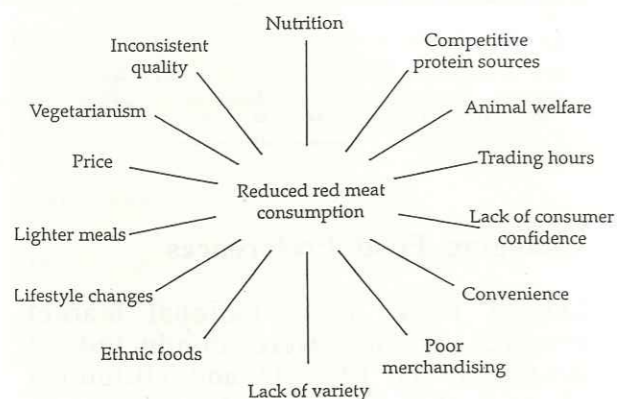 Nutrition
Competitive
protein sources
Animal welfare
Trading hours
Lack of consumer
confidence
Convenience
Poor
merchandising
Lack of variety
Ethnic foods
Lifestyle changes
Lighter meals
Price
Vegetarianism
Inconsistent
quality
Reduced red meat
consumption